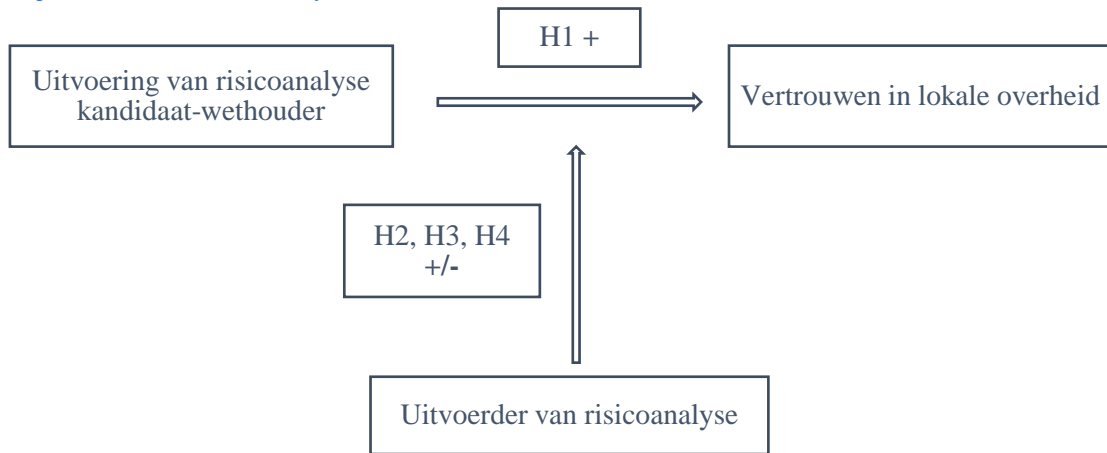 H1 +
Uitvoering van risicoanalyse
kandidaat-wethouder
Vertrouwen in lokale overheid
H2, H3, H4
+/-
Uitvoerder van risicoanalyse